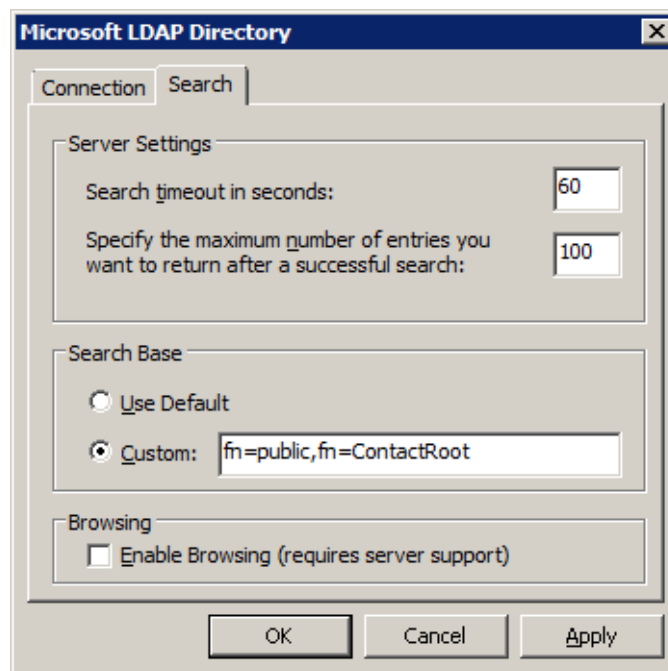 Microsoft LDAP Directory
Connection Search
Server Settings
Search timeout in seconds: 60
Specify the maximum number of entries you
want to return after a successful search: 100
Search Base
Use Default
Custom: fn=public,fn=ContactRoot
Browsing
Enable Browsing (requires server support)
OK Cancel Apply